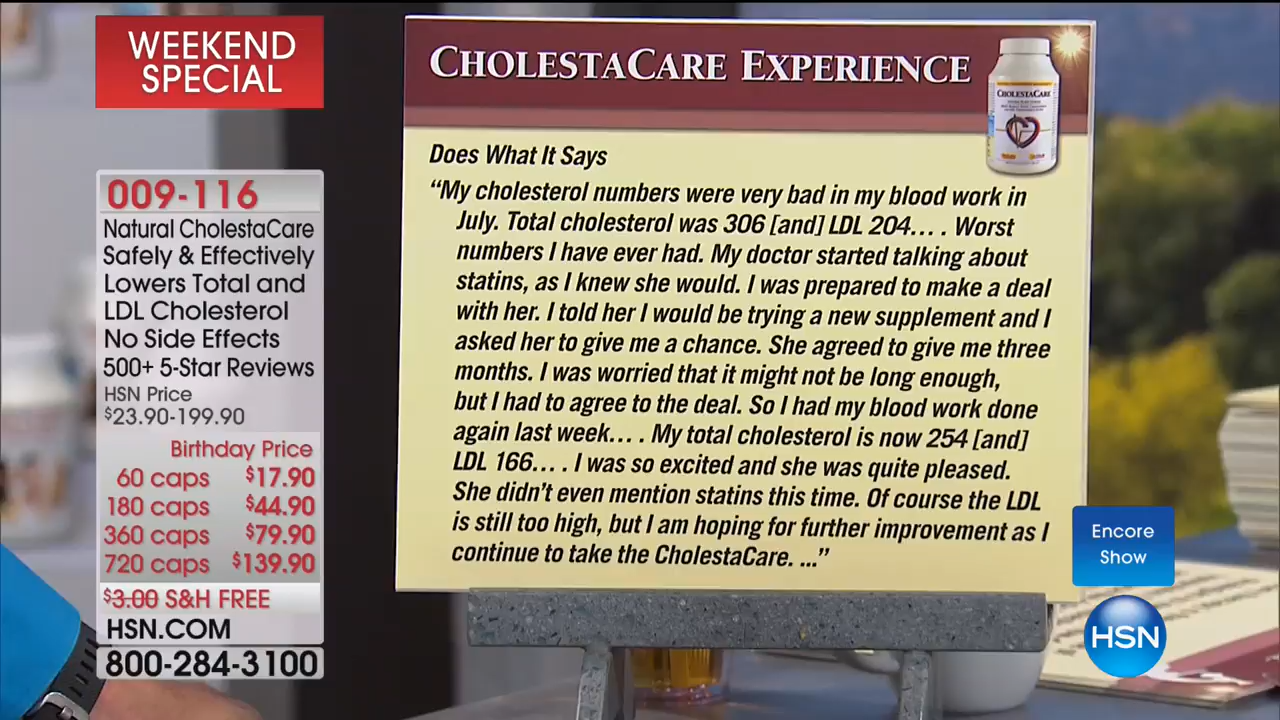 WEEKEND
SPECIAL
009-116
Natural CholestaCare
Safely & Effectively
Lowers Total and
LDL Cholesterol
No Side Effects
500+ 5-Star Reviews
HSN Price
$23.90-199.90
Birthday Price
60 caps $17.90
180 caps $44.90
360 caps $79.90
720 caps $139.90
$3.00 S&H FREE
HSN.COM
800-284-3100
CHOLESTACARE EXPERIENCE
CHOLESTACARE
Does What It Says
“My cholesterol numbers were very bad in my blood work in
July. Total cholesterol was 306 [and] LDL 204… . Worst
numbers I have ever had. My doctor started talking about
statins, as I knew she would. I was prepared to make a deal
with her. I told her I would be trying a new supplement and I
asked her to give me a chance. She agreed to give me three
months. I was worried that it might not be long enough,
but I had to agree to the deal. So I had my blood work done
again last week… . My total cholesterol is now 254 [and]
LDL 166… . I was so excited and she was quite pleased.
She didn’t even mention statins this time. Of course the LDL
is still too high, but I am hoping for further improvement as I
continue to take the CholestaCare. ...”
Encore
Show
HSN